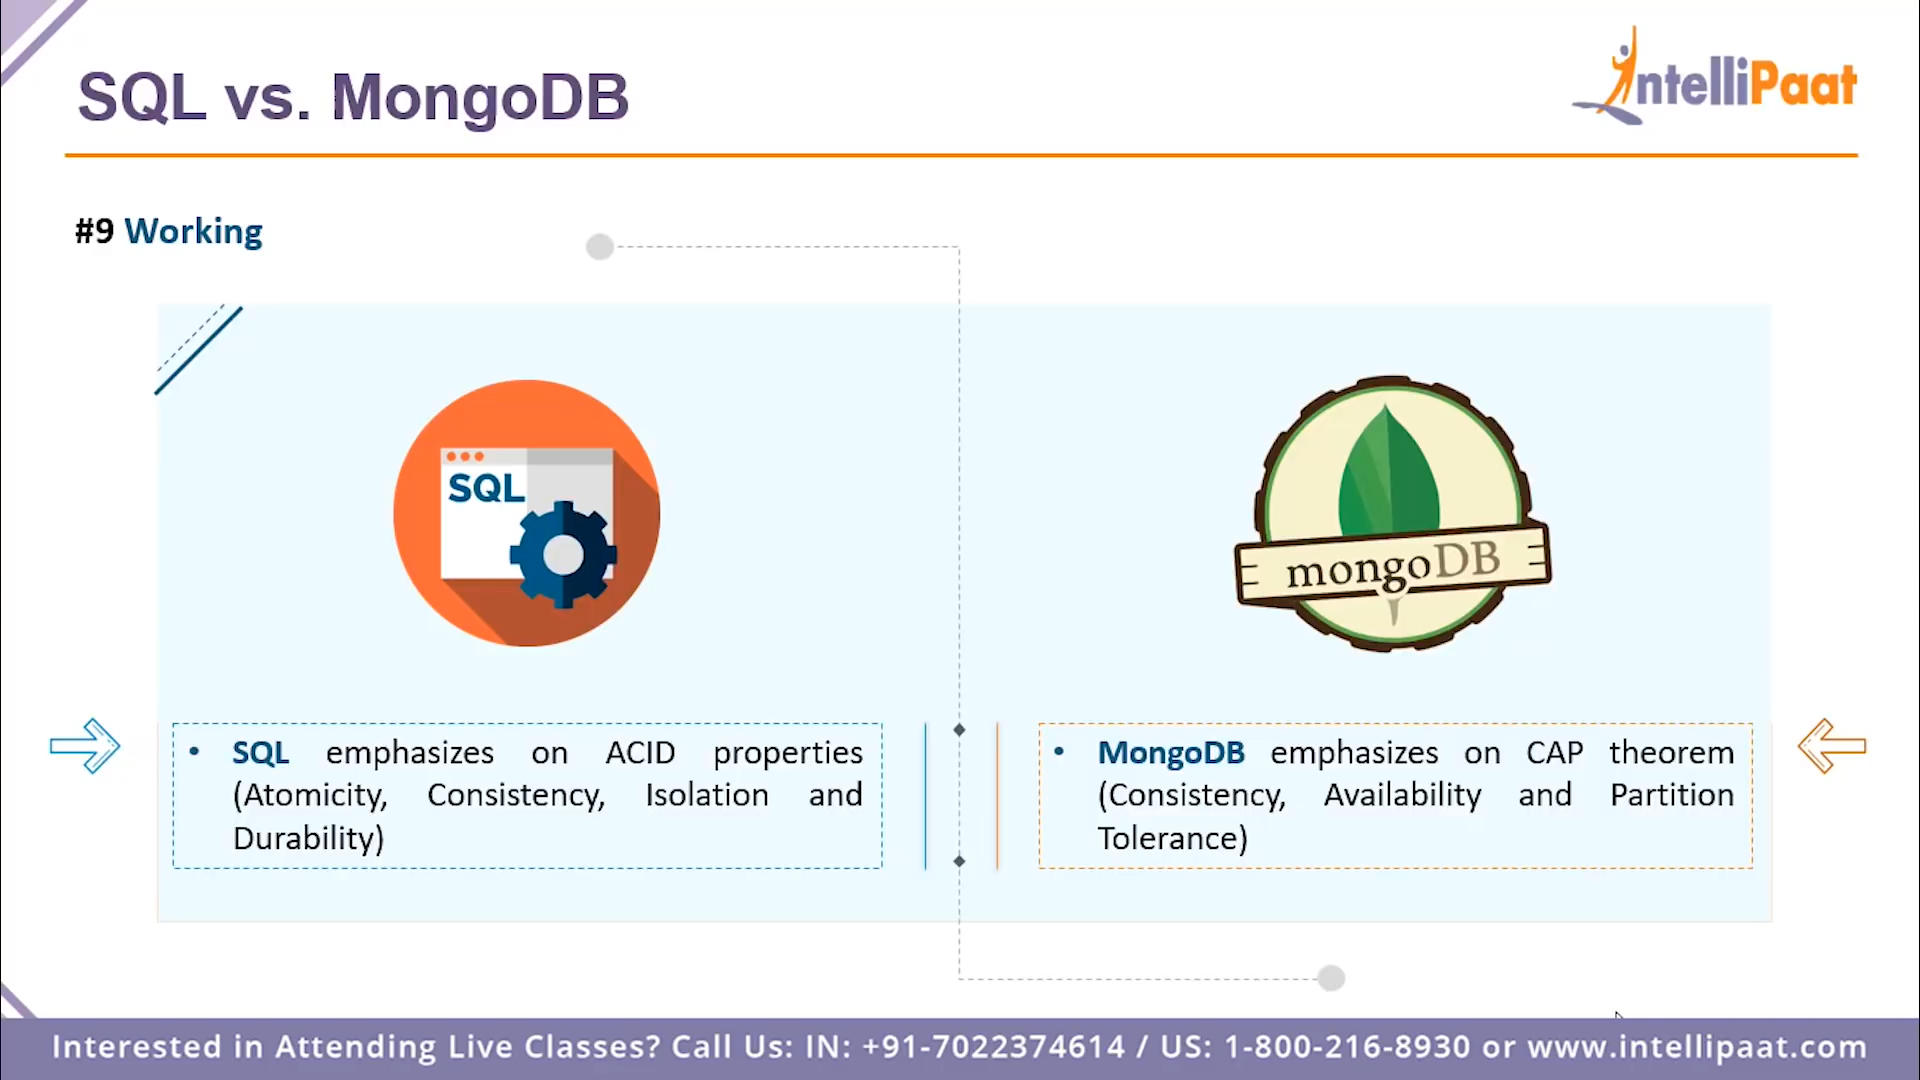 SQL vs. MongoDB
IntelliPaat
#9 Working
SQL
mongoDB
• SQL emphasizes on ACID properties
(Atomicity, Consistency, Isolation and
Durability)
• MongoDB emphasizes on CAP theorem
(Consistency, Availability and Partition
Tolerance)
Interested in Attending Live Classes? Call Us: IN: +91-7022374614 / US: 1-800-216-8930 or www.intellipaat.com